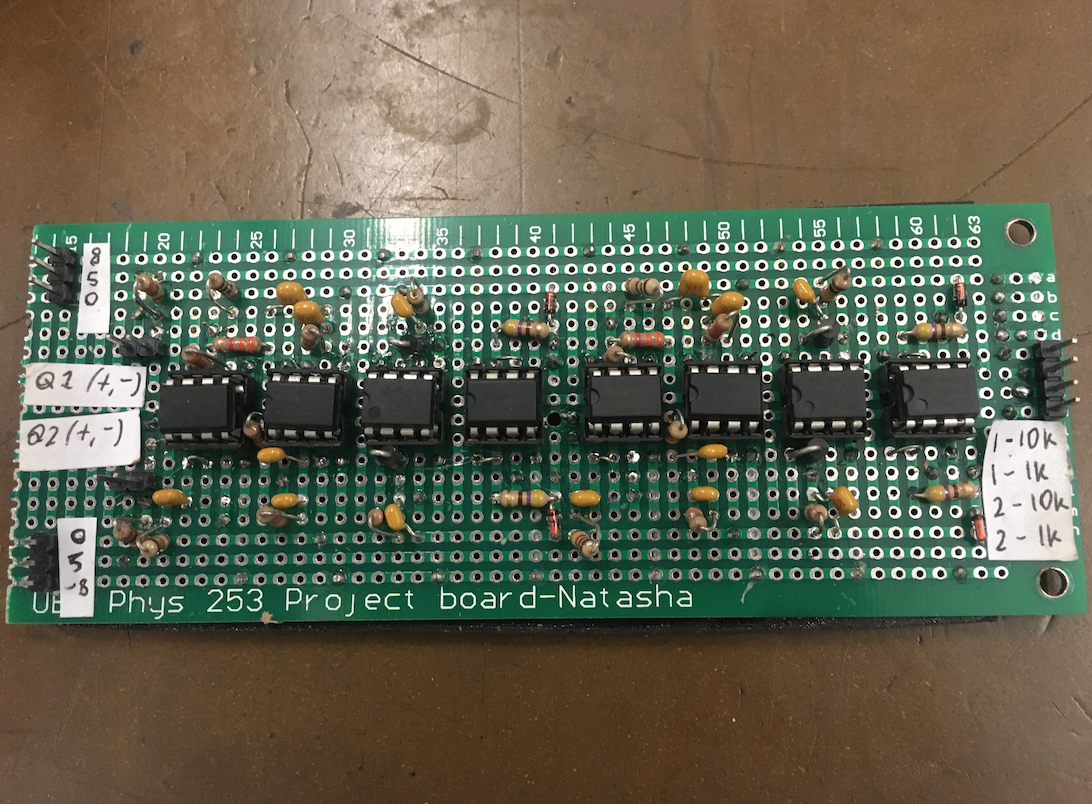 15 20 25 30 35 40 45 50 55 60 63
8
5
0
a
b
c
d
Q1 (+,-)
Q2 (+,-)
1-10k
1-1k
2-10k
2-1k
0
5
-8
Phys 253 Project board-Natasha